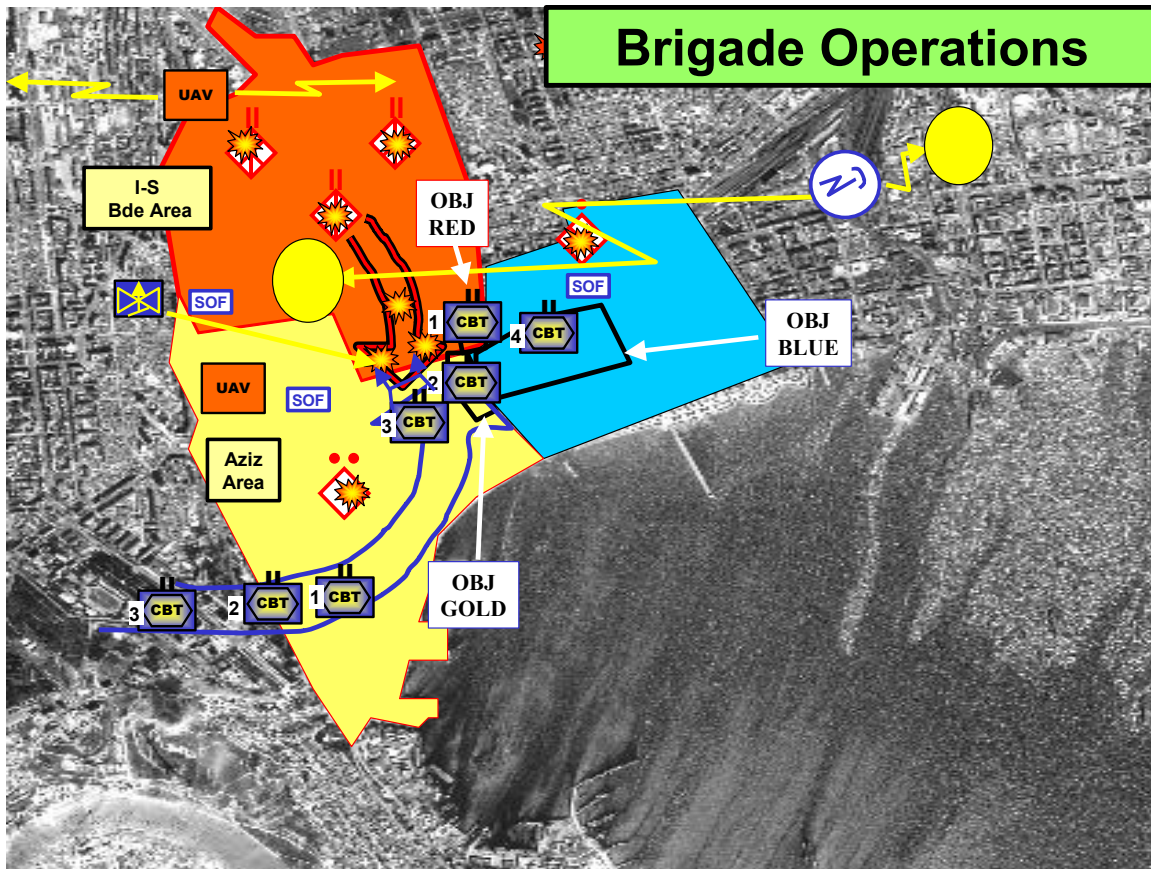 Brigade Operations
UAV
I-S
Bde Area
OBJ
RED
SOF
SOF
1
CBT
4
CBT
OBJ
BLUE
2
CBT
UAV
SOF
3
CBT
Aziz
Area
OBJ
GOLD
3
CBT
2
CBT
1
CBT